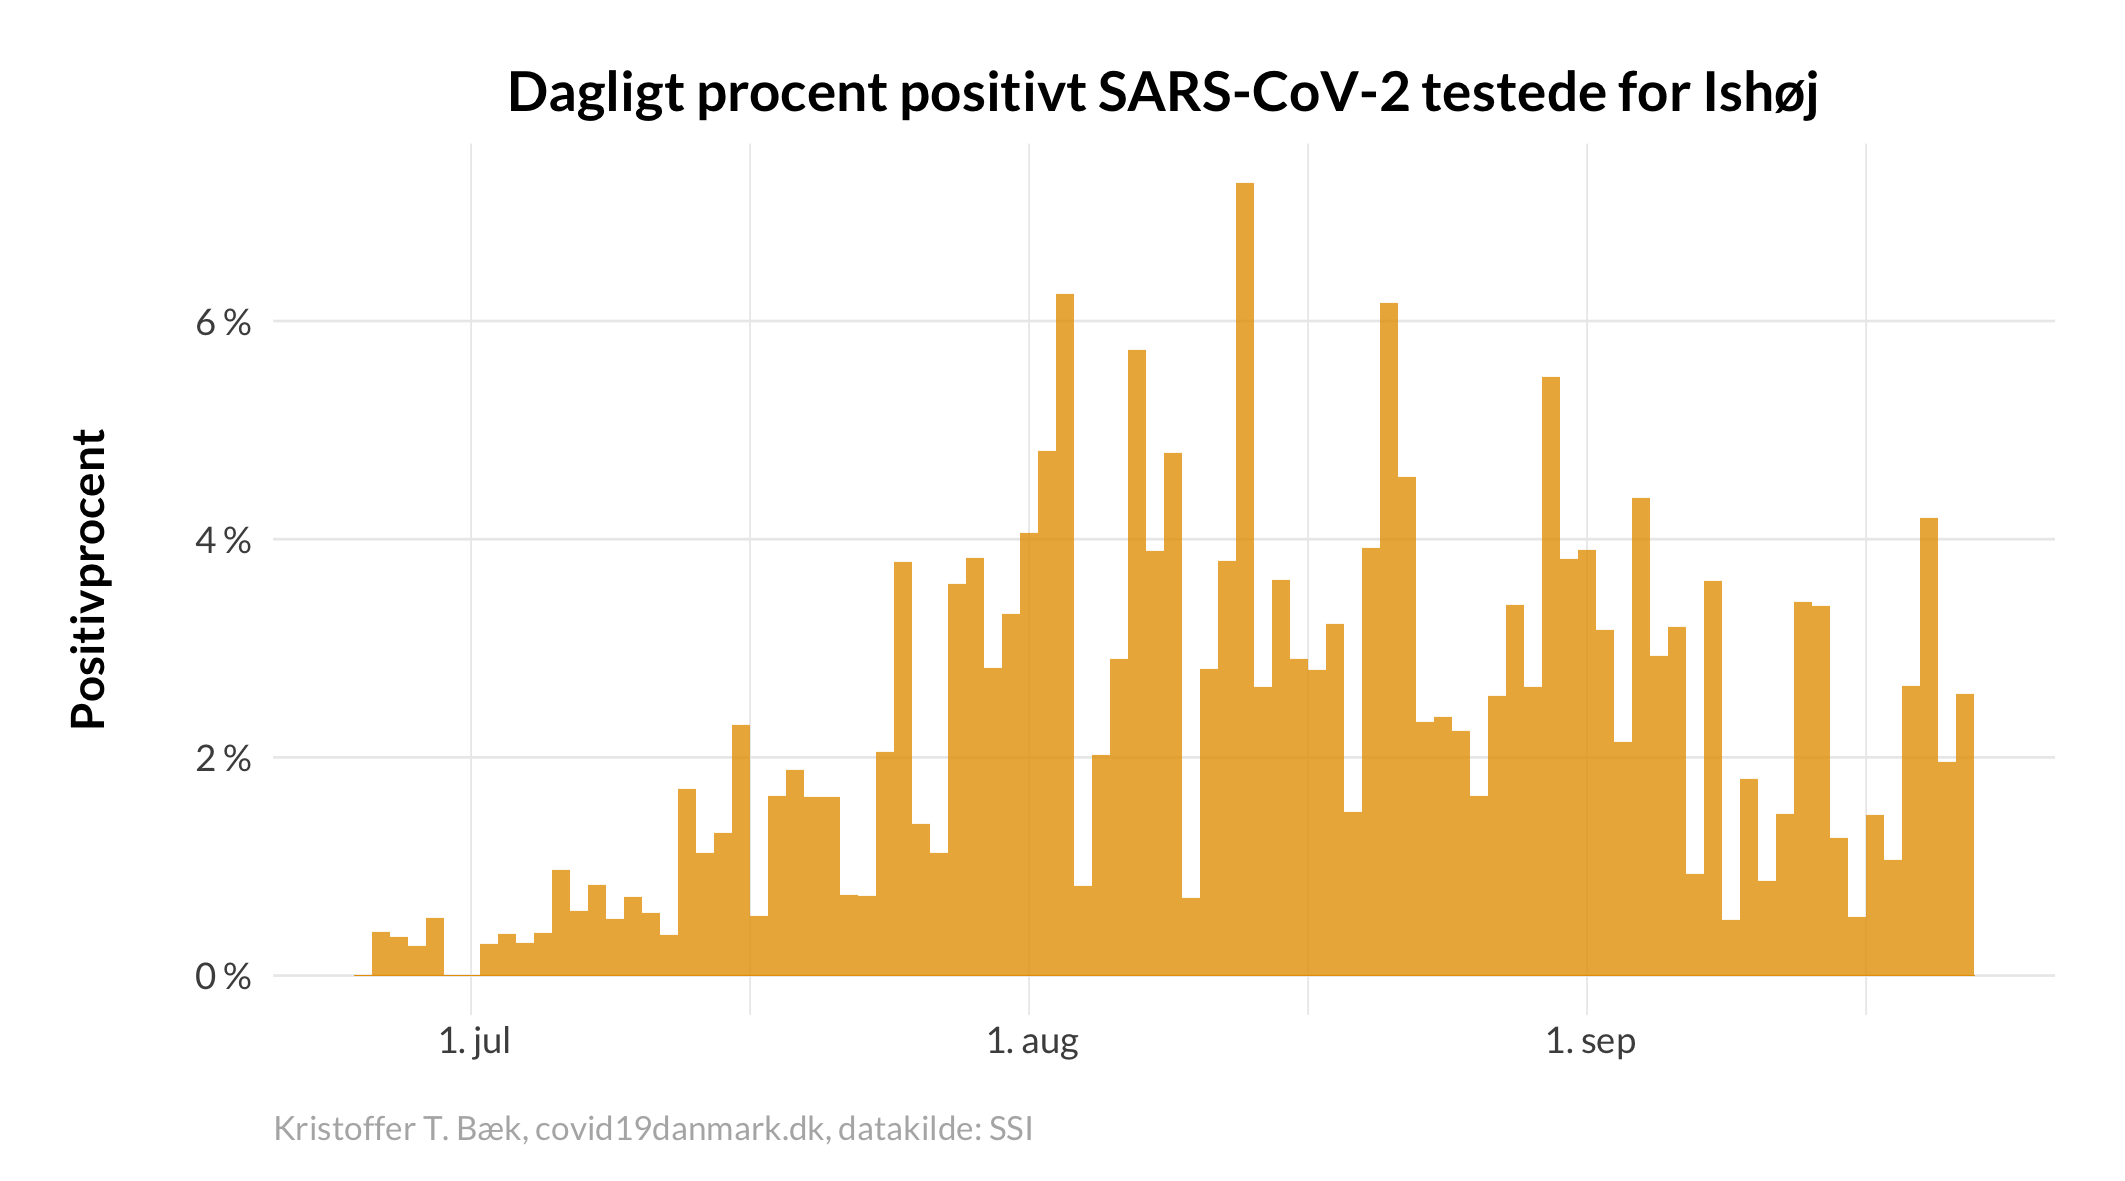 Dagligt procent positivt SARS-CoV-2 testede for Ishøj
Positivprocent
6 %
4 %
2 %
0 %
1. jul
1. aug
1. sep
Kristoffer T. Bæk, covid19danmark.dk, datakilde: SSI